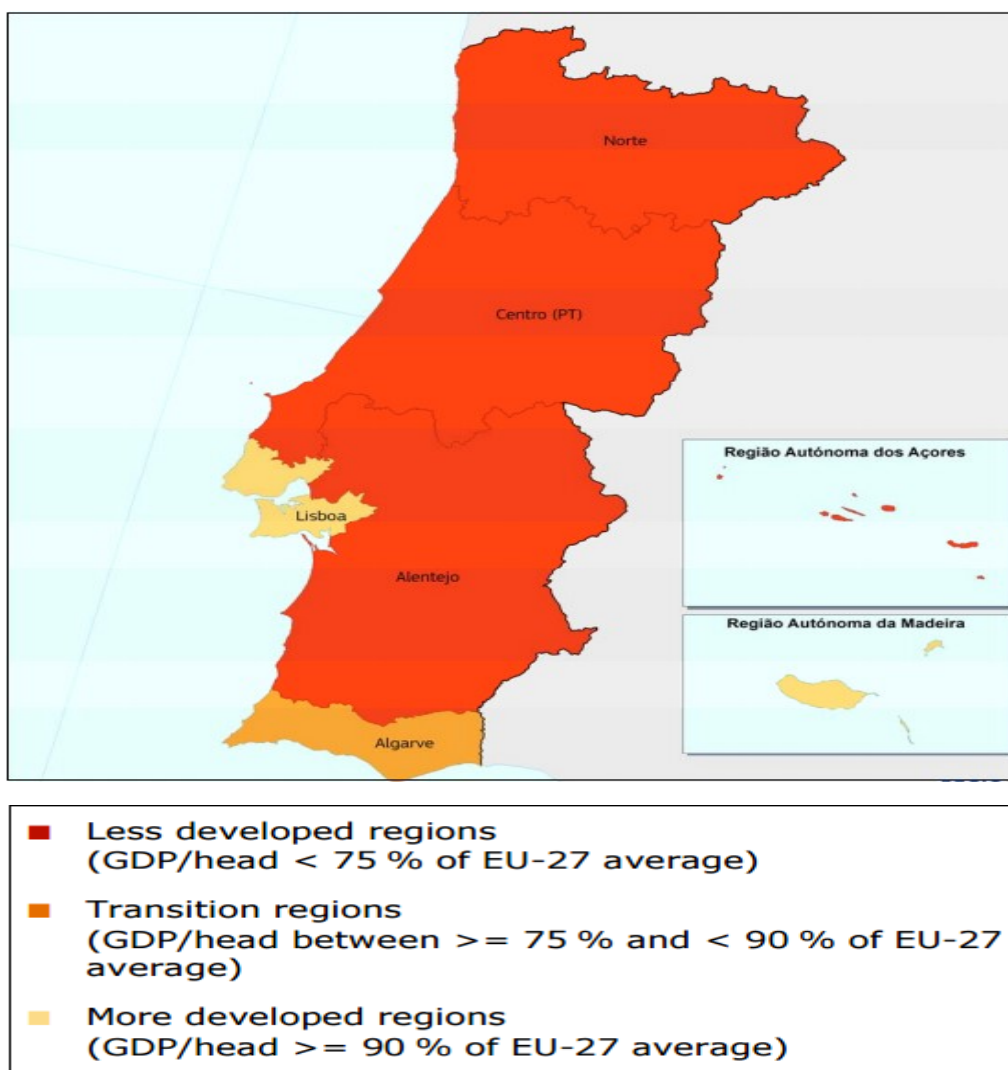 Norte
Centro (PT)
Região Autónoma dos Açores
Lisboa
Alentejo
Região Autónoma da Madeira
Algarve
Less developed regions
(GDP/head < 75 % of EU-27 average)
Transition regions
(GDP/head between >= 75 % and < 90 % of EU-27
average)
More developed regions
(GDP/head >= 90 % of EU-27 average)